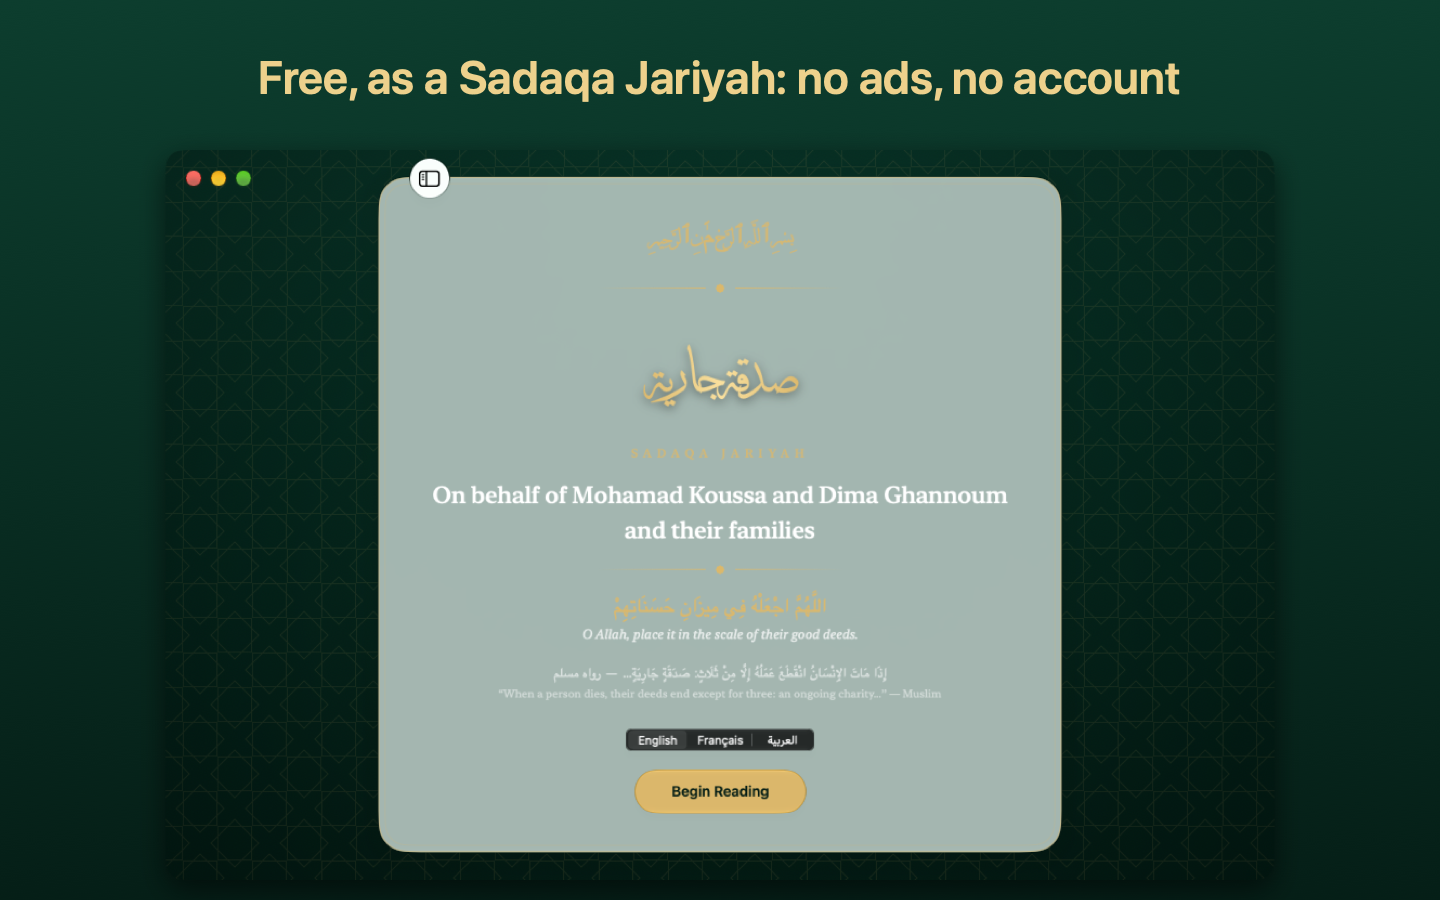 Free, as a Sadaqa Jariyah: no ads, no account
بِسْمِ ٱللَّهِ ٱلرَّحْمَٰنِ ٱلرَّحِيمِ
صدقة جارية
SADAQA JARIYAH
On behalf of Mohamad Koussa and Dima Ghannoum
and their families
اللَّهُمَّ اجْعَلْهُ فِي مِيزَانِ حَسَنَاتِهِمْ
O Allah, place it in the scale of their good deeds.
إِذَا مَاتَ الإِنْسَانُ انْقَطَعَ عَمَلُهُ إِلَّا مِنْ ثَلَاثٍ: صَدَقَةٍ جَارِيَةٍ... — رواه مسلم
"When a person dies, their deeds end except for three: an ongoing charity..." — Muslim
English Français العربية
Begin Reading